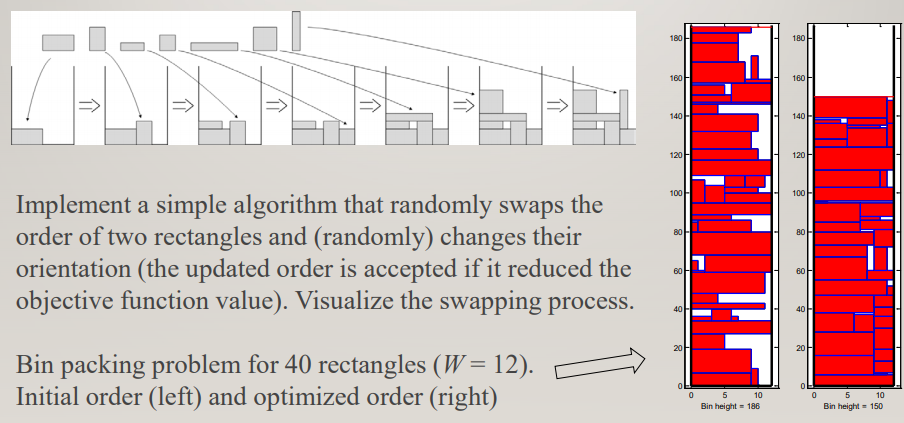 Implement a simple algorithm that randomly swaps the
order of two rectangles and (randomly) changes their
orientation (the updated order is accepted if it reduced the
objective function value). Visualize the swapping process.
Bin packing problem for 40 rectangles (W = 12).
Initial order (left) and optimized order (right)
180
160
140
120
100
80
60
40
20
0
0 5 10
Bin height = 186
180
160
140
120
100
80
60
40
20
0
0 5 10
Bin height = 150